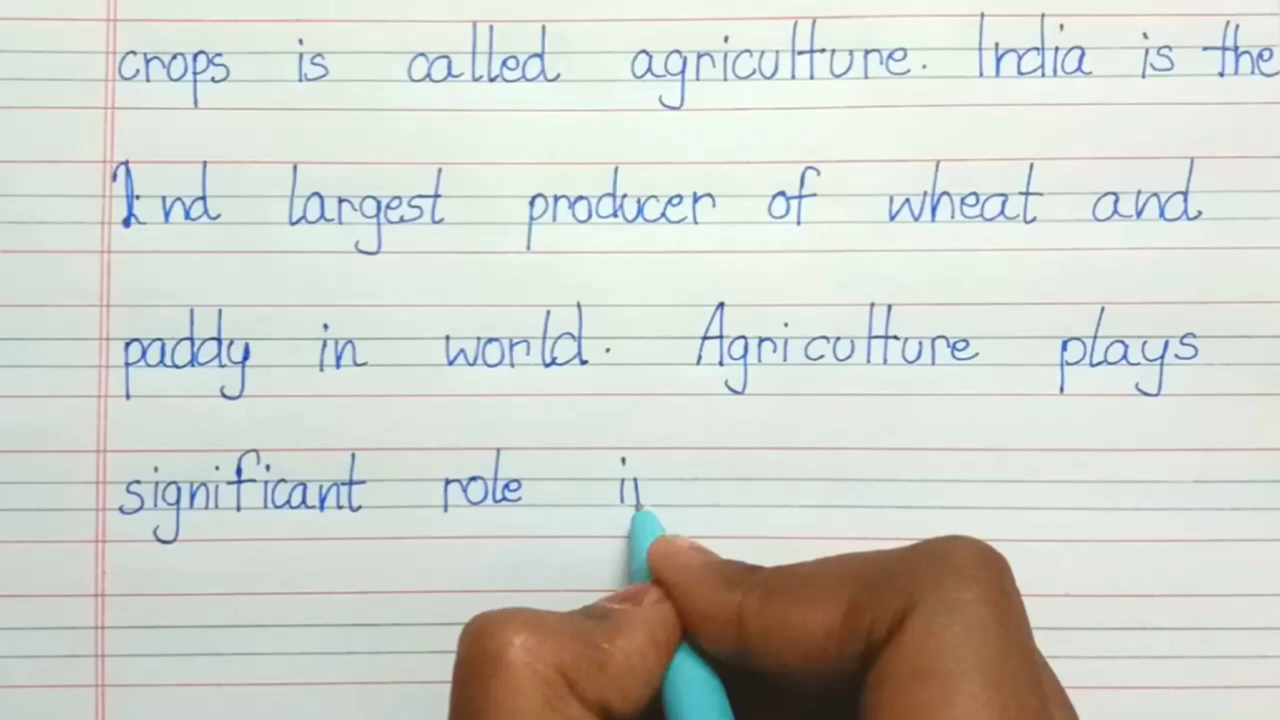 crops is called agriculture. India is the
2nd largest producer of wheat and
paddy in world. Agriculture plays
significant role